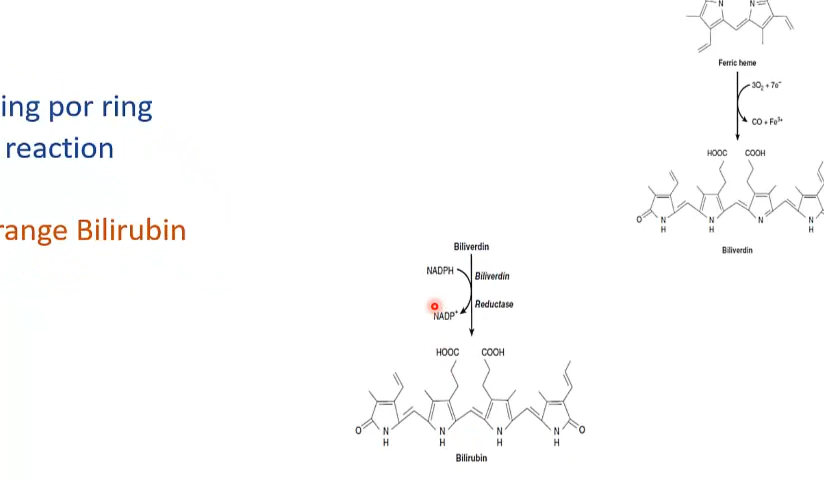 ing por ring
reaction
range Bilirubin
N N
Ferric heme
3O₂ + 7e⁻
CO + Fe³⁺
HOOC COOH
O N H N H N N H
Biliverdin
Biliverdin
NADPH Biliverdin
Reductase
NADP⁺
HOOC COOH
O N H N H N H N H O
Bilirubin